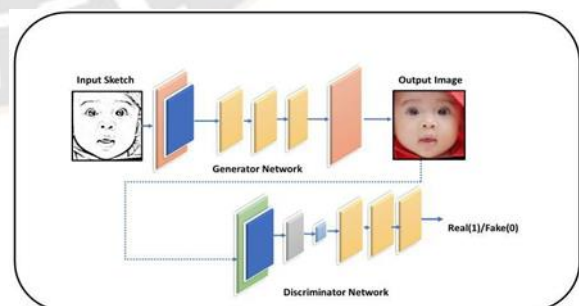 Input Sketch
Output Image
Generator Network
Real(1)/Fake(0)
Discriminator Network